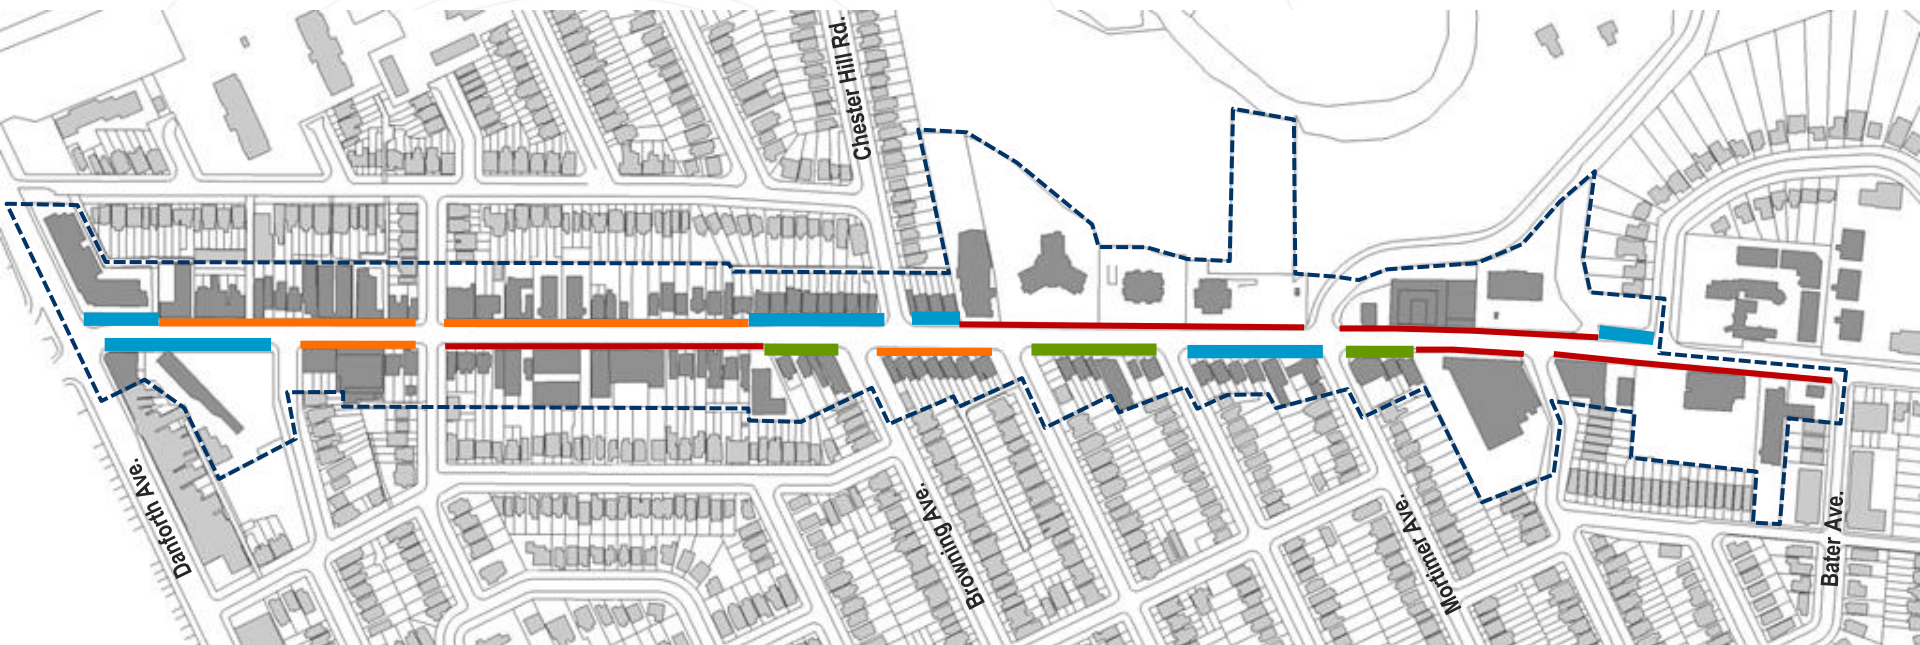 Chester Hill Rd.
Danforth Ave.
Browning Ave.
Mortimer Ave.
Bater Ave.